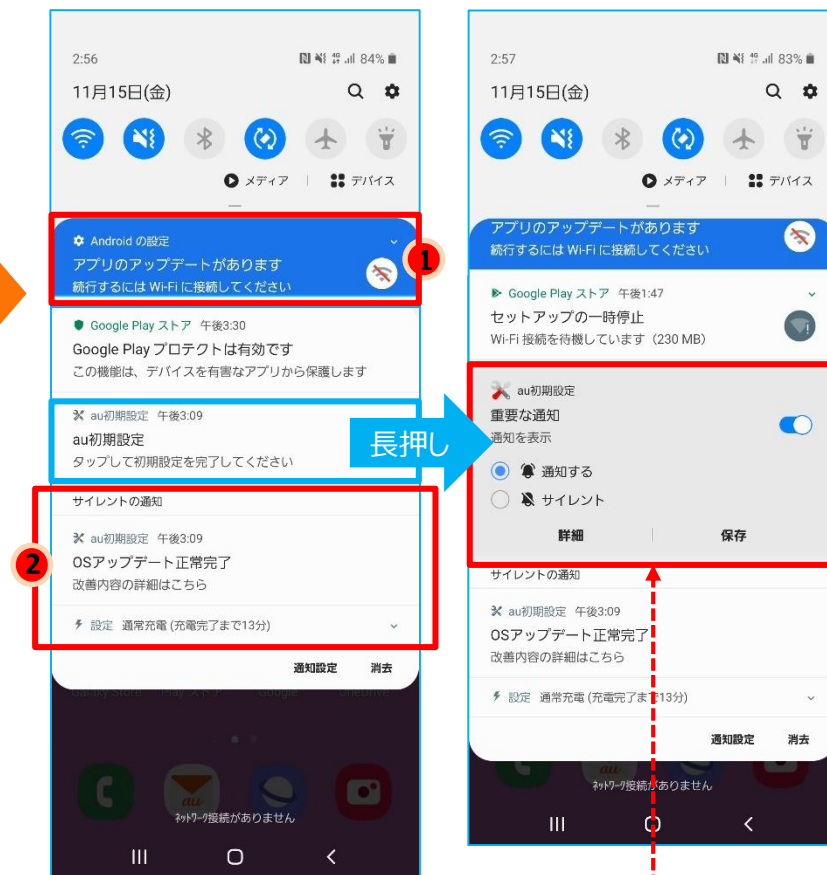 2:56
84%
11月15日(金)
メディア
デバイス
Android の設定
アプリのアップデートがあります
続行するには Wi-Fi に接続してください
1
Google Play ストア 午後3:30
Google Play プロテクトは有効です
この機能は、デバイスを有害なアプリから保護します
au初期設定 午後3:09
au初期設定
タップして初期設定を完了してください
長押し
サイレントの通知
2
au初期設定 午後3:09
OSアップデート正常完了
改善内容の詳細はこちら
設定 通常充電 (充電完了まで13分)
通知設定 消去
Galaxy Store Play ストア Google OneDrive
au
ネットワーク接続がありません
2:57
83%
11月15日(金)
メディア
デバイス
アプリのアップデートがあります
続行するには Wi-Fi に接続してください
Google Play ストア 午後1:47
セットアップの一時停止
Wi-Fi 接続を待機しています（230 MB）
au初期設定
重要な通知
通知を表示
通知する
サイレント
詳細 保存
サイレントの通知
au初期設定 午後3:09
OSアップデート正常完了
改善内容の詳細はこちら
設定 通常充電 (充電完了まで13分)
通知設定 消去
au
ネットワーク接続がありません